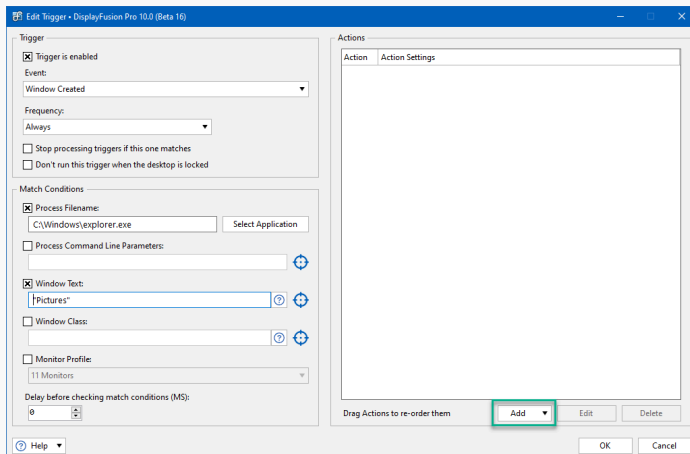 Edit Trigger • DisplayFusion Pro 10.0 (Beta 16)
Trigger
Trigger is enabled
Event:
Window Created
Frequency:
Always
Stop processing triggers if this one matches
Don't run this trigger when the desktop is locked
Match Conditions
Process Filename:
C:\Windows\explorer.exe
Select Application
Process Command Line Parameters:
Window Text:
"Pictures"
Window Class:
Monitor Profile:
11 Monitors
Delay before checking match conditions (MS):
0
Help
Actions
Action Action Settings
Drag Actions to re-order them Add Edit Delete
OK Cancel